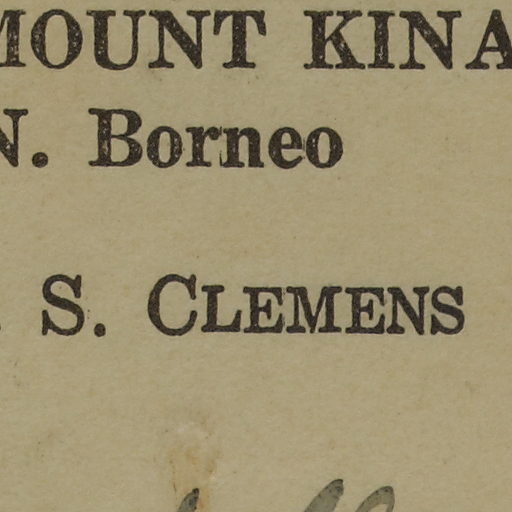 MOUNT KINA
N. Borneo
. S. CLEMENS